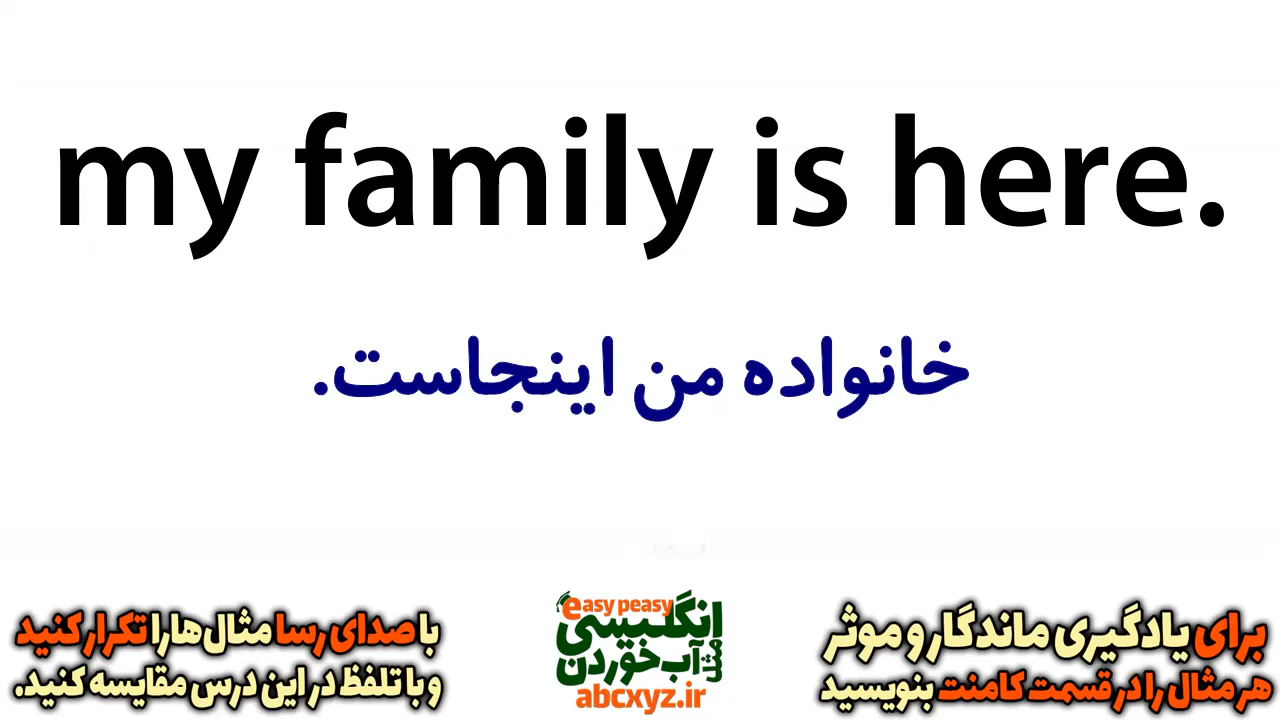 my family is here.
خانواده من اینجاست.
برای یادگیری ماندگار و موثر
هر مثال را در قسمت کامنت بنویسید
easy peasy
انگلیسی
مثل آب خوردن
abcxyz.ir
با صدای رسا مثال‌ها را تکرار کنید
و با تلفظ در این درس مقایسه کنید.